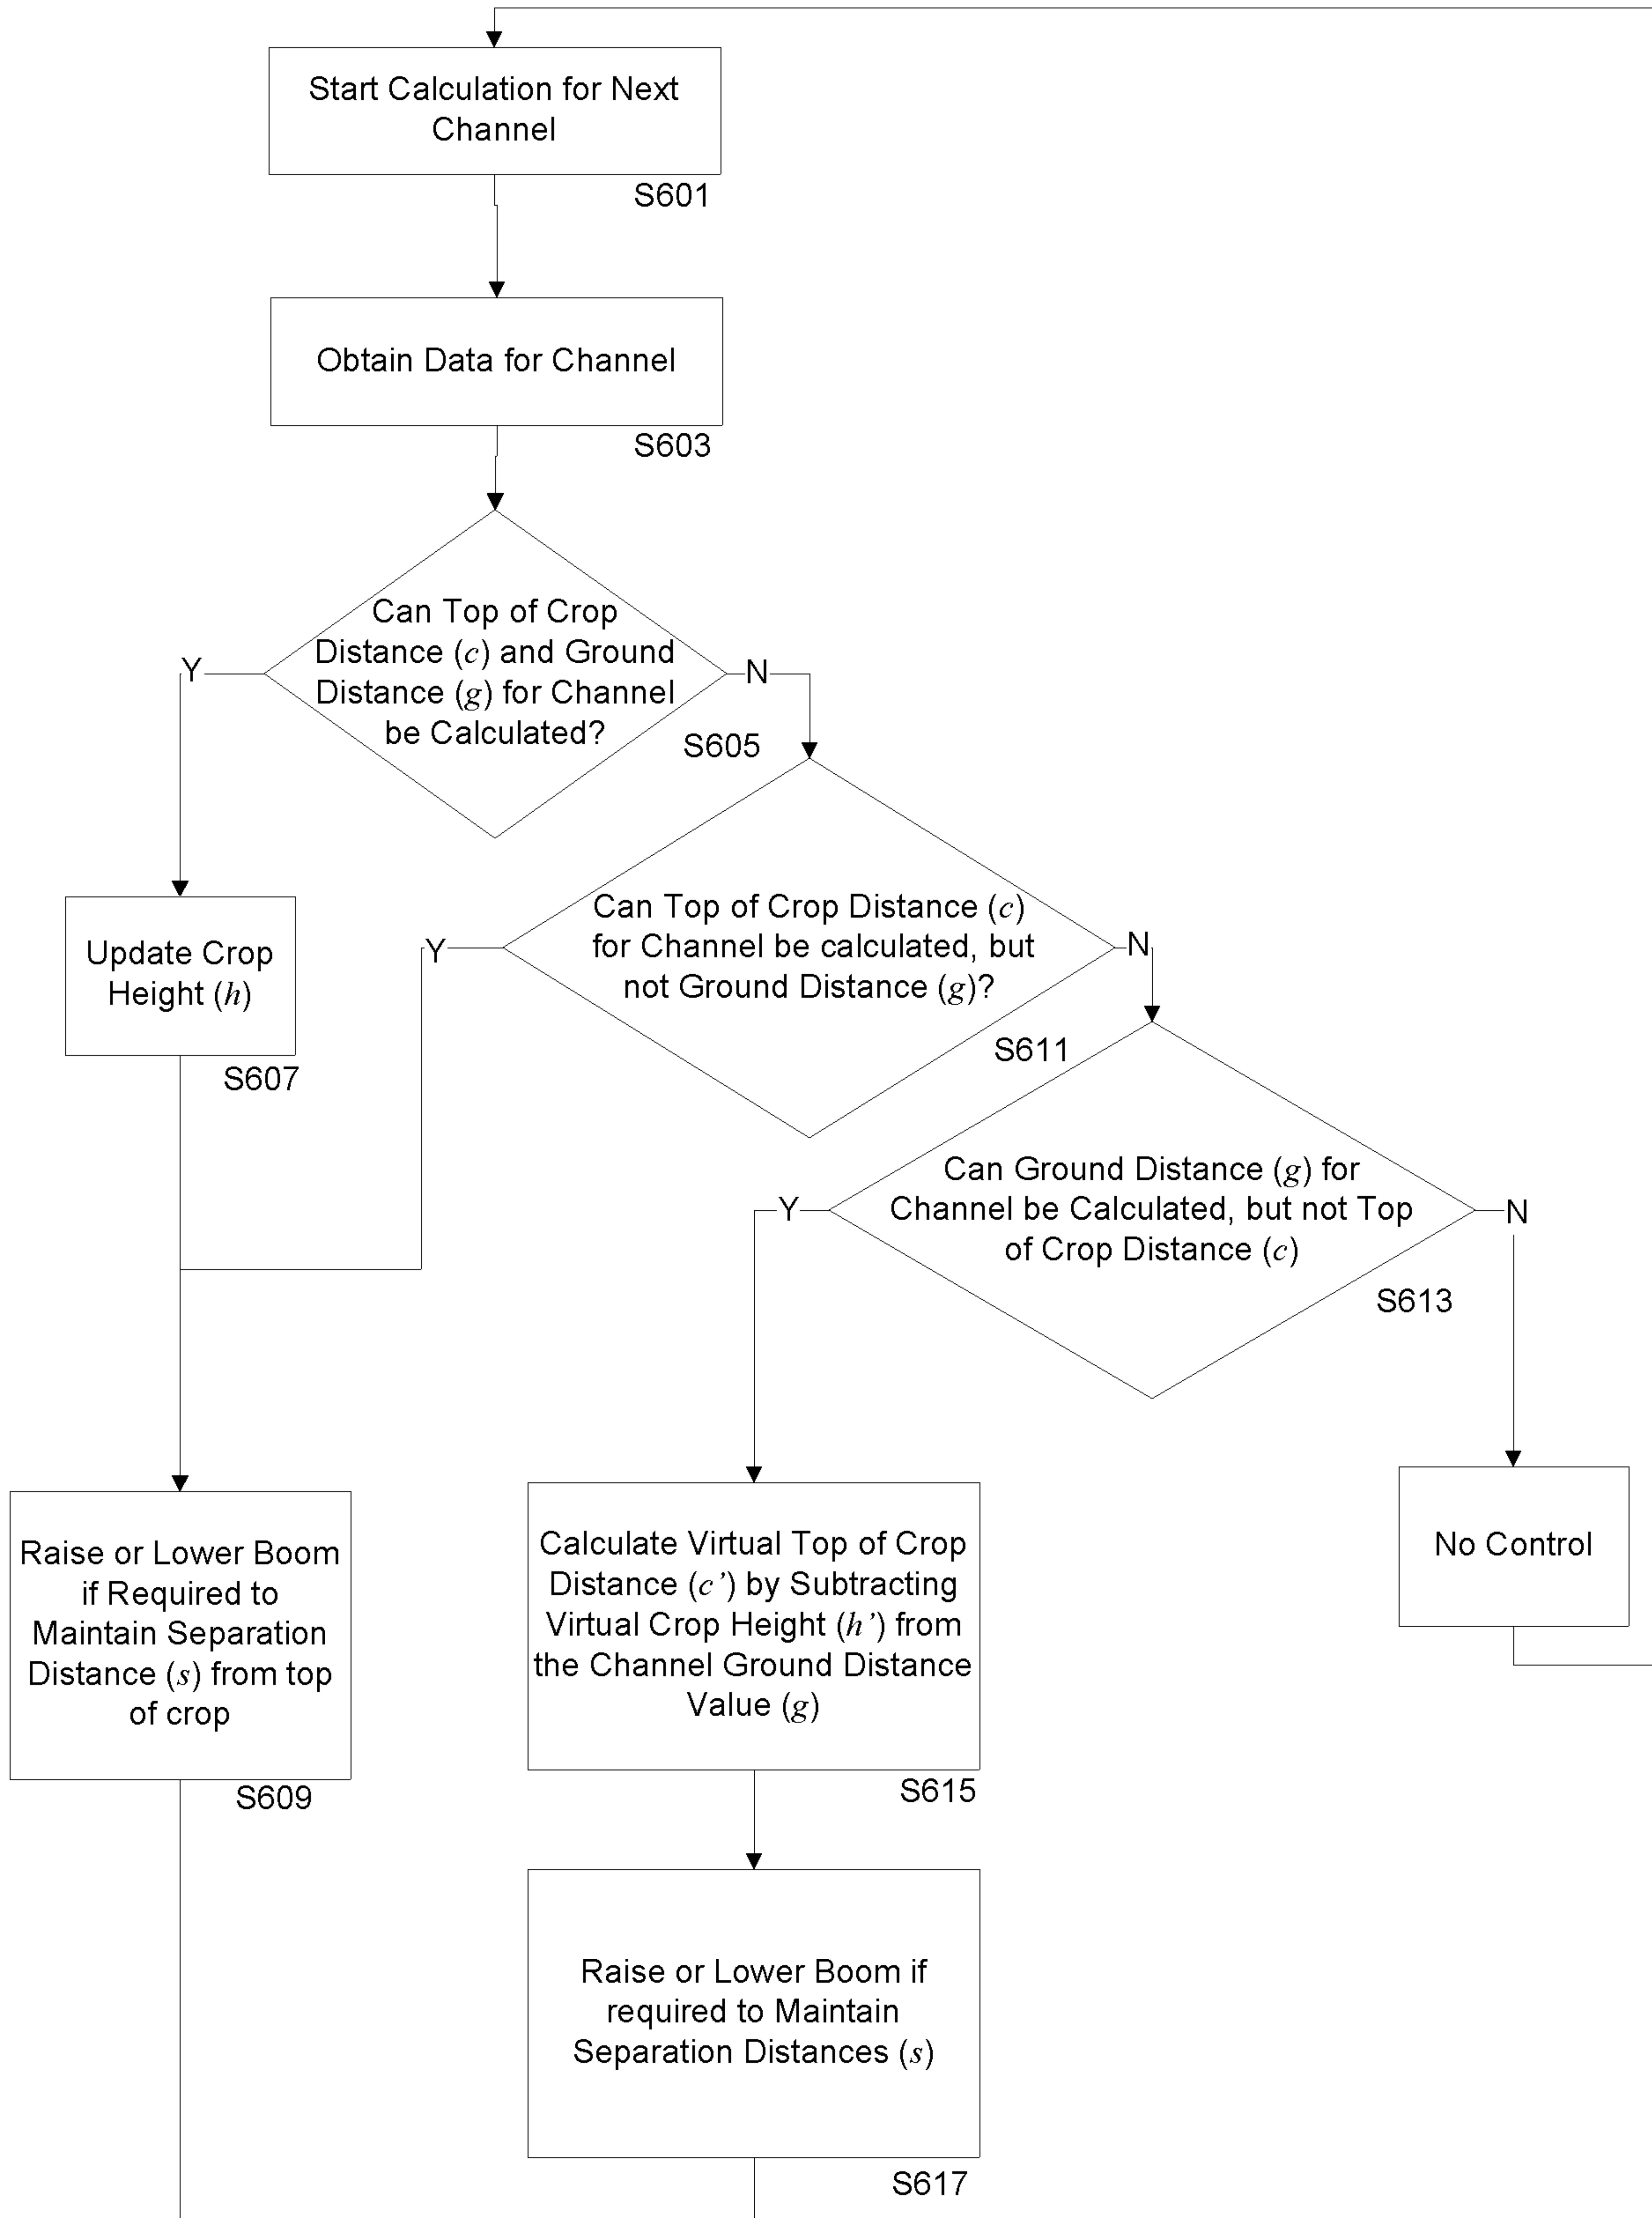 Start Calculation for Next
Channel
S601
Obtain Data for Channel
S603
Can Top of Crop
Distance (c) and Ground
Distance (g) for Channel
be Calculated?
Y
N
S605
Update Crop
Height (h)
S607
Can Top of Crop Distance (c)
for Channel be calculated, but
not Ground Distance (g)?
Y
N
S611
Can Ground Distance (g) for
Channel be Calculated, but not Top
of Crop Distance (c)
Y
N
S613
Raise or Lower Boom
if Required to
Maintain Separation
Distance (s) from top
of crop
S609
Calculate Virtual Top of Crop
Distance (c’) by Subtracting
Virtual Crop Height (h’) from
the Channel Ground Distance
Value (g)
S615
No Control
Raise or Lower Boom if
required to Maintain
Separation Distances (s)
S617